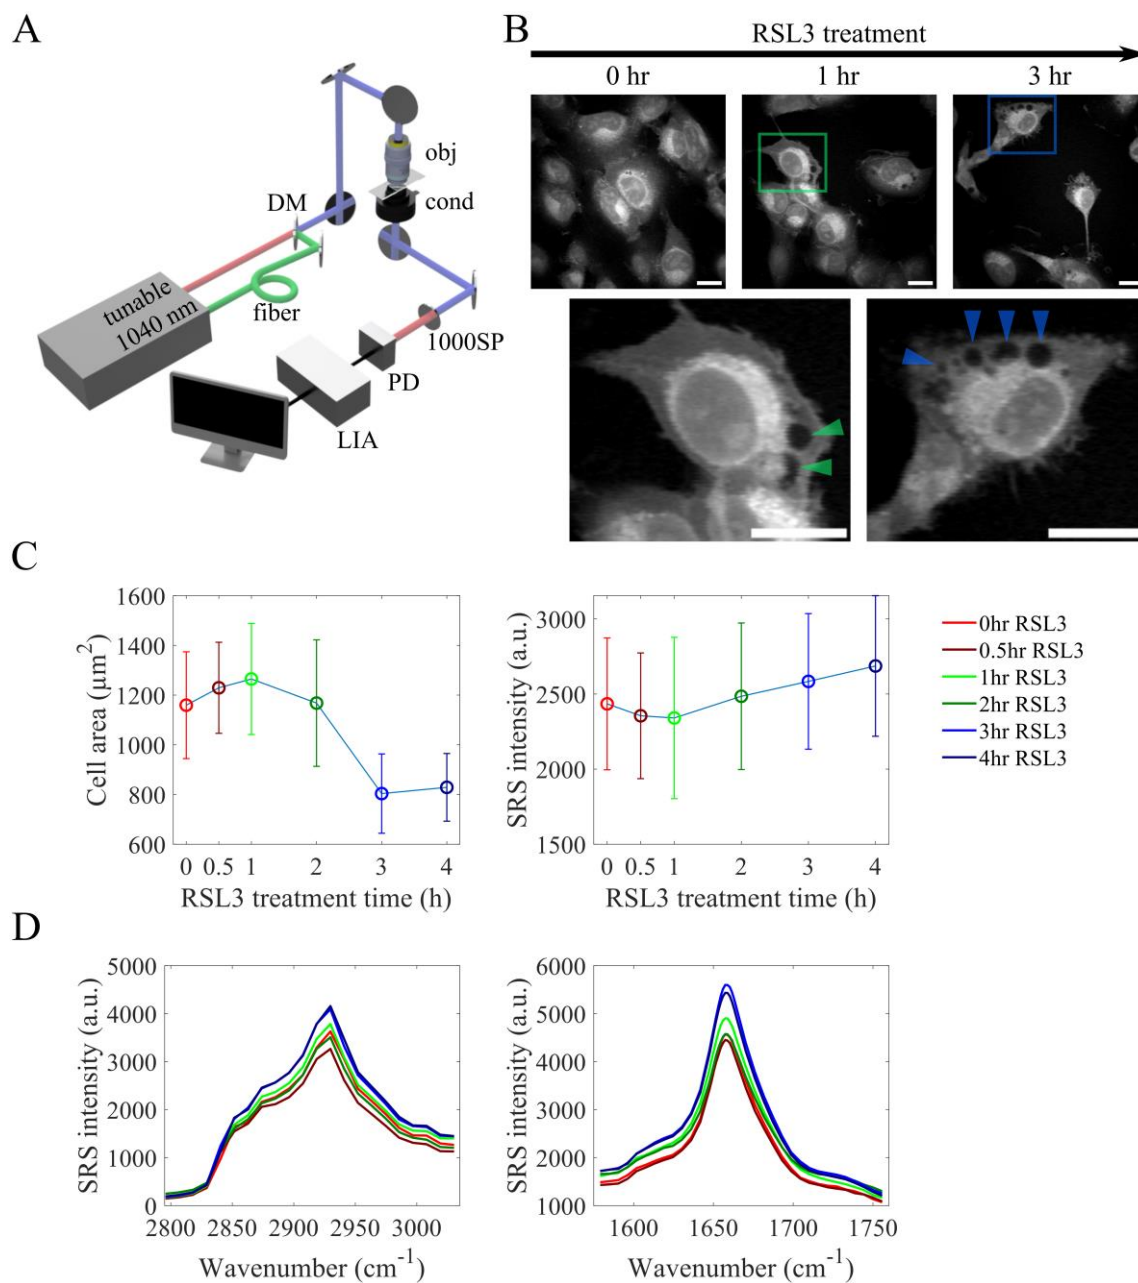 A
obj
cond
DM
tunable
1040 nm
fiber
1000SP
PD
LIA
B
RSL3 treatment
0 hr
1 hr
3 hr
C
1600
1400
1200
1000
800
600
Cell area (μm²)
0 0.5 1 2 3 4
RSL3 treatment time (h)
3000
2500
2000
1500
SRS intensity (a.u.)
0 0.5 1 2 3 4
RSL3 treatment time (h)
0hr RSL3
0.5hr RSL3
1hr RSL3
2hr RSL3
3hr RSL3
4hr RSL3
D
5000
4000
3000
2000
1000
0
SRS intensity (a.u.)
2800 2850 2900 2950 3000
Wavenumber (cm⁻¹)
6000
5000
4000
3000
2000
1000
SRS intensity (a.u.)
1600 1650 1700 1750
Wavenumber (cm⁻¹)